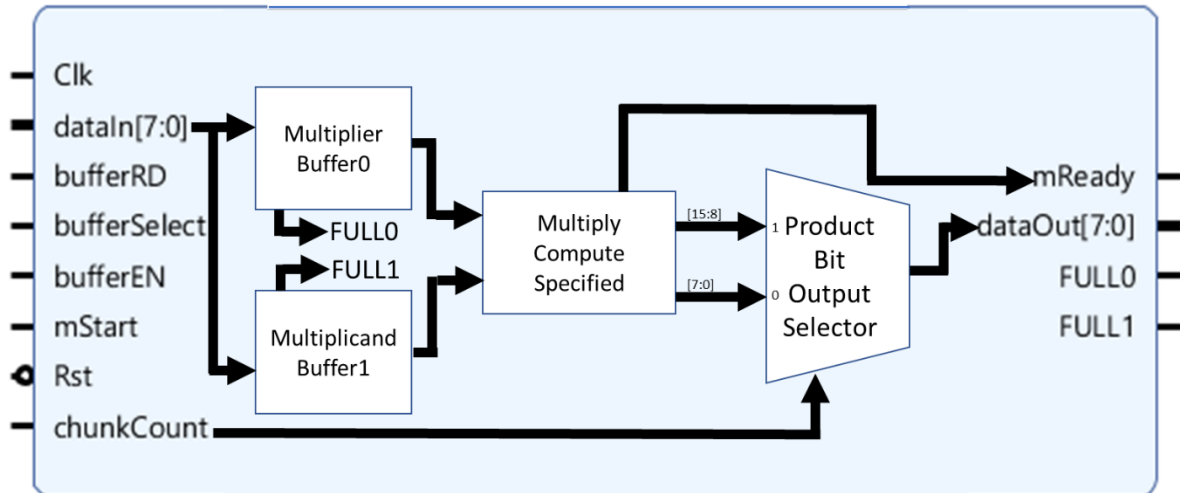 Clk
dataIn[7:0]
bufferRD
bufferSelect
bufferEN
mStart
Rst
chunkCount
Multiplier
Buffer0
FULL0
FULL1
Multiplicand
Buffer1
Multiply
Compute
Specified
[15:8]
[7:0]
1
0
Product
Bit
Output
Selector
mReady
dataOut[7:0]
FULL0
FULL1